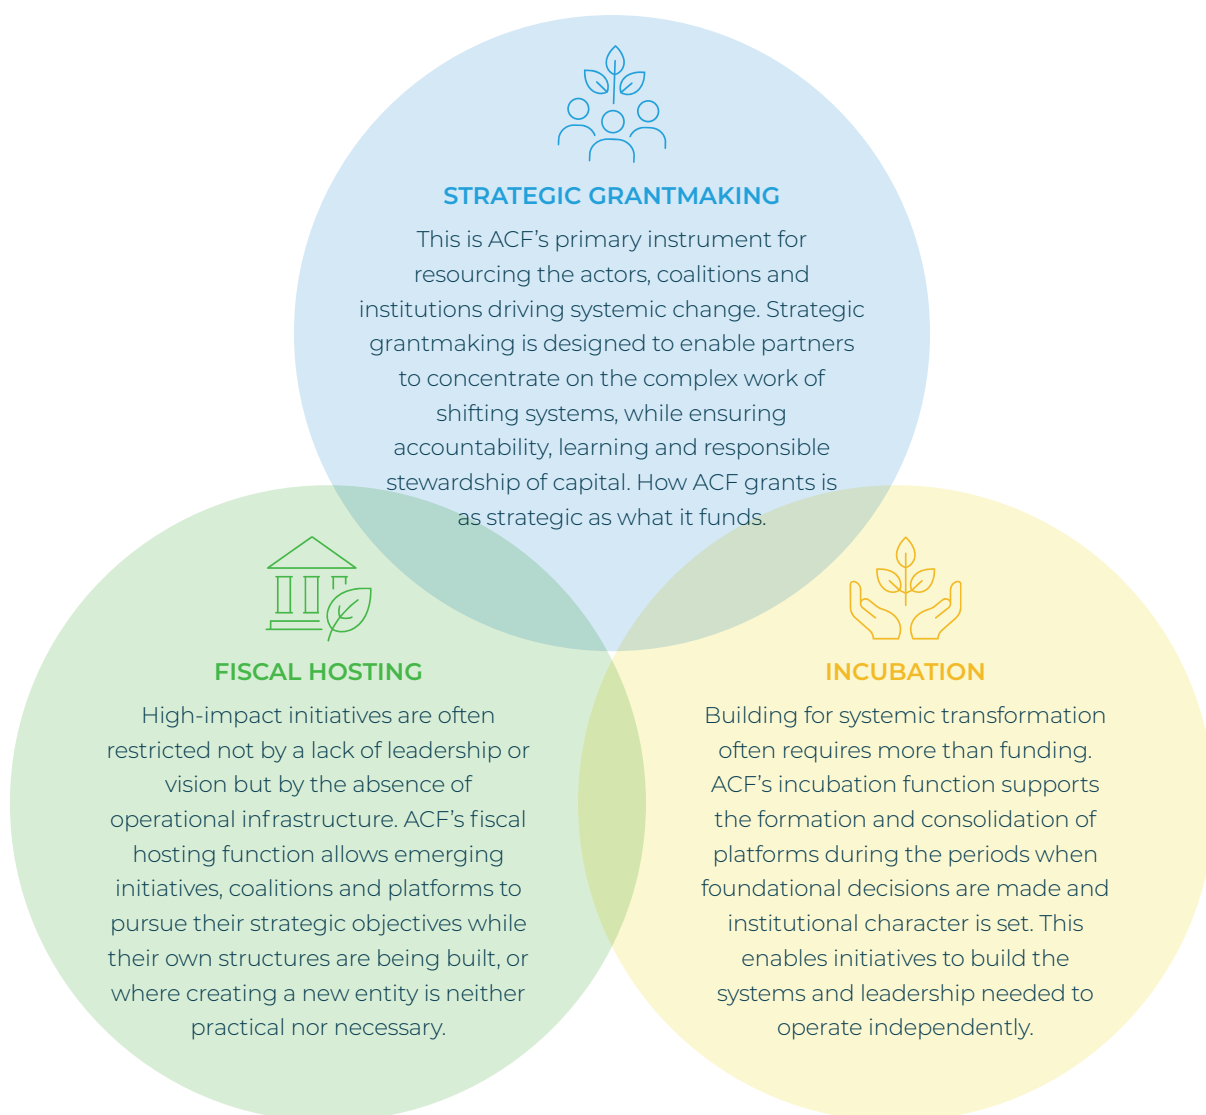 STRATEGIC GRANTMAKING
This is ACF’s primary instrument for
resourcing the actors, coalitions and
institutions driving systemic change. Strategic
grantmaking is designed to enable partners
to concentrate on the complex work of
shifting systems, while ensuring
accountability, learning and responsible
stewardship of capital. How ACF grants is
as strategic as what it funds.
FISCAL HOSTING
High-impact initiatives are often
restricted not by a lack of leadership or
vision but by the absence of
operational infrastructure. ACF’s fiscal
hosting function allows emerging
initiatives, coalitions and platforms to
pursue their strategic objectives while
their own structures are being built, or
where creating a new entity is neither
practical nor necessary.
INCUBATION
Building for systemic transformation
often requires more than funding.
ACF’s incubation function supports
the formation and consolidation of
platforms during the periods when
foundational decisions are made and
institutional character is set. This
enables initiatives to build the
systems and leadership needed to
operate independently.